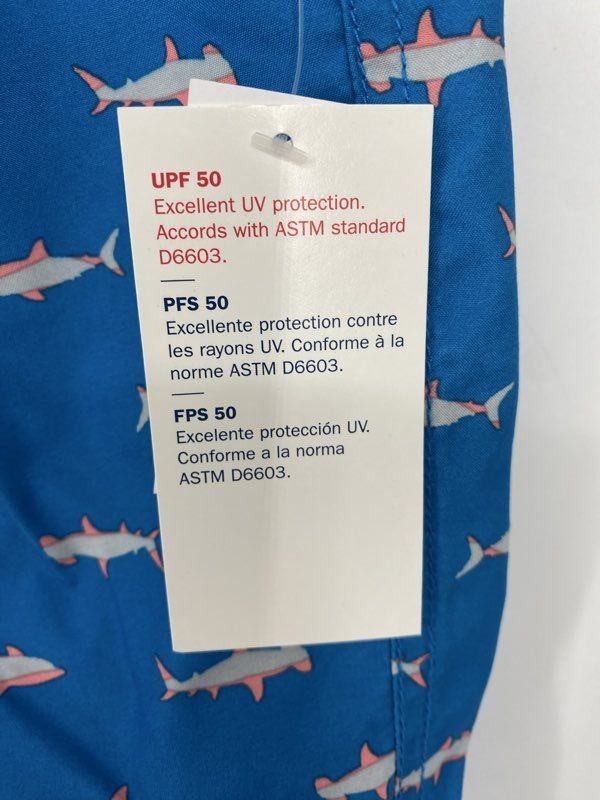 UPF 50
Excellent UV protection.
Accords with ASTM standard
D6603.
PFS 50
Excellente protection contre
les rayons UV. Conforme à la
norme ASTM D6603.
FPS 50
Excelente protección UV.
Conforme a la norma
ASTM D6603.